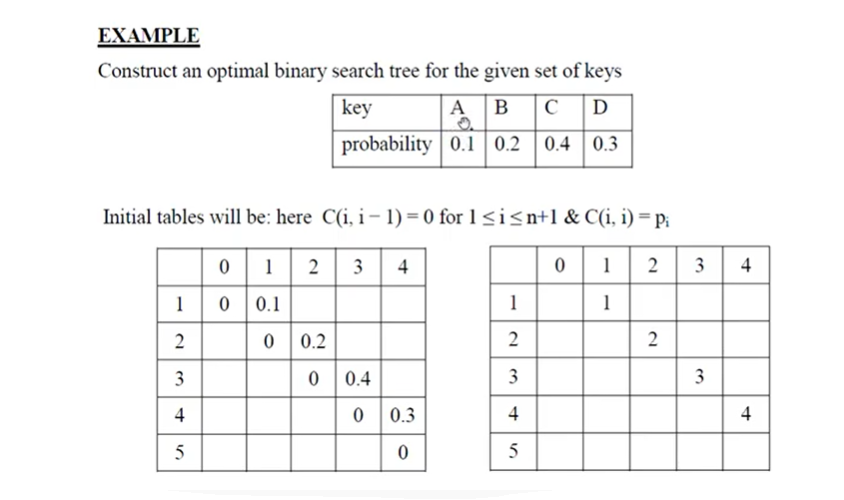 EXAMPLE
Construct an optimal binary search tree for the given set of keys
key A B C D
probability 0.1 0.2 0.4 0.3
Initial tables will be: here C(i, i − 1) = 0 for 1 ≤ i ≤ n+1 & C(i, i) = pᵢ
0 1 2 3 4
1 0 0.1
2 0 0.2
3 0 0.4
4 0 0.3
5 0
0 1 2 3 4
1 1
2 2
3 3
4 4
5